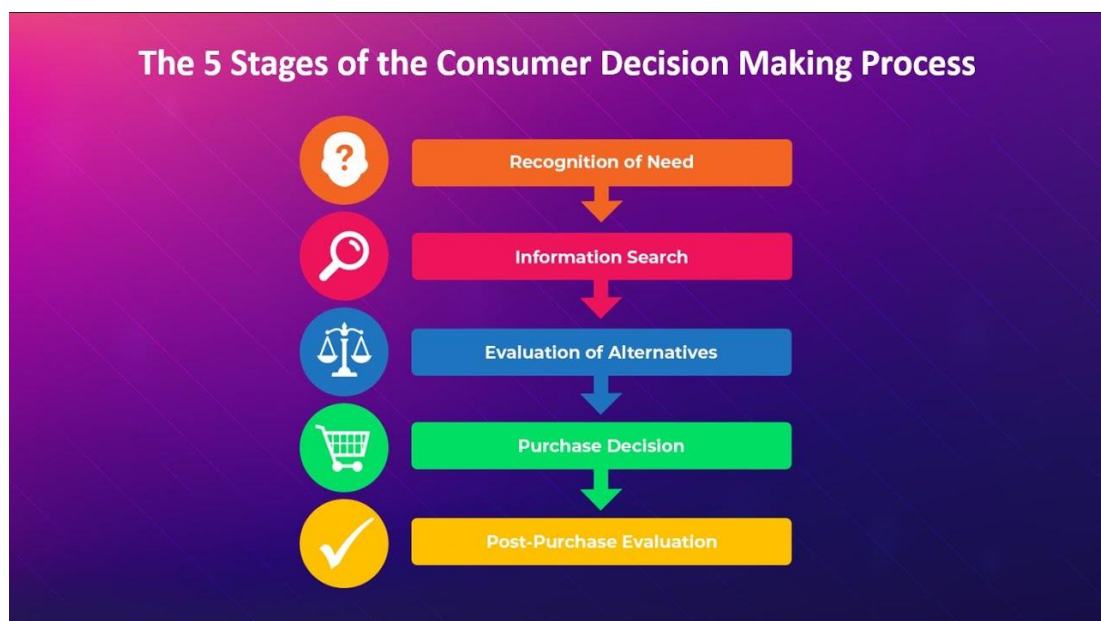 The 5 Stages of the Consumer Decision Making Process
?
Recognition of Need
Information Search
Evaluation of Alternatives
Purchase Decision
Post-Purchase Evaluation